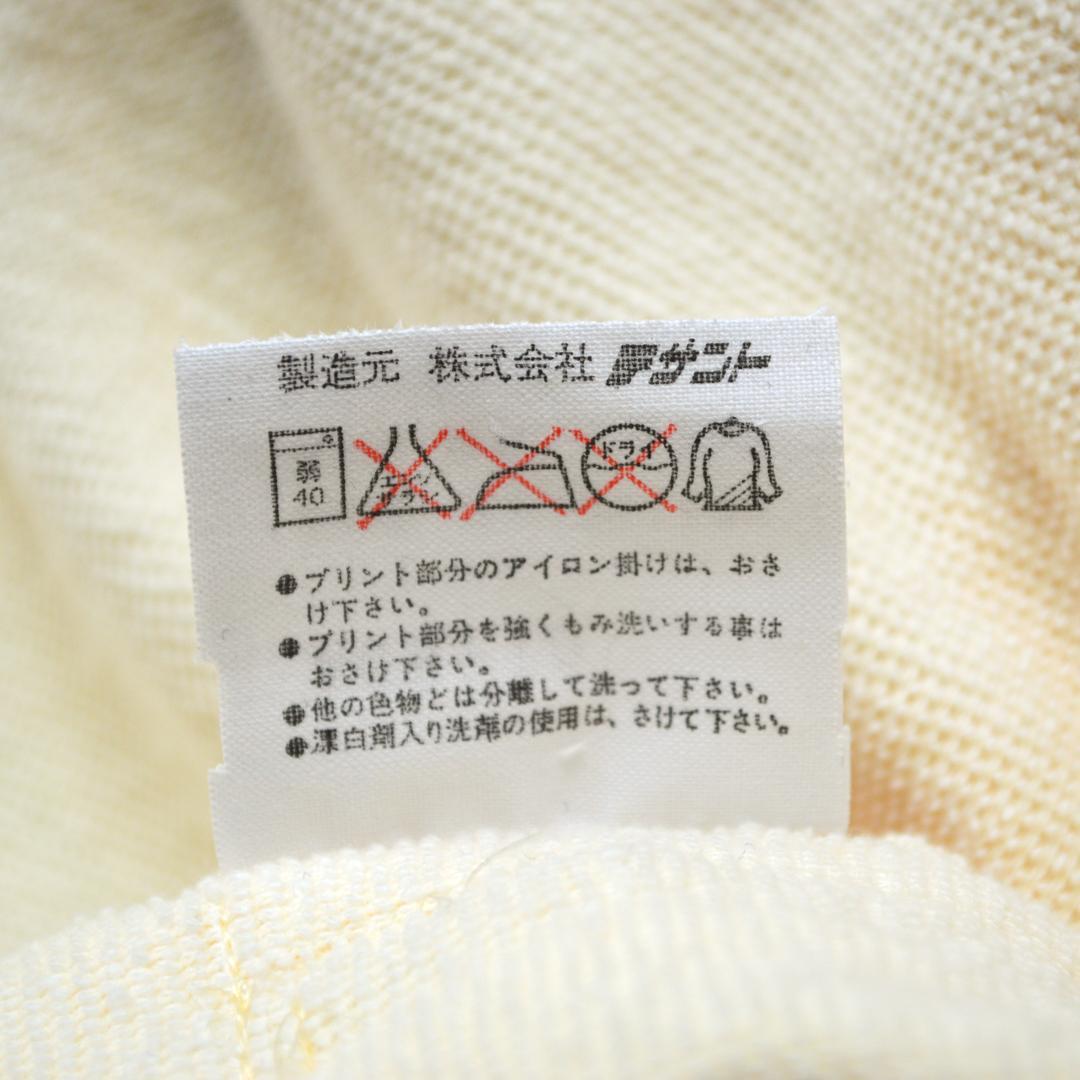 製造元 株式会社 デサント
弱
40
エンソ
サラシ
ドライ
●プリント部分のアイロン掛けは、おさ
け下さい。
●プリント部分を強くもみ洗いする事は
おさけ下さい。
●他の色物とは分離して洗って下さい。
●漂白剤入り洗剤の使用は、さけて下さい。